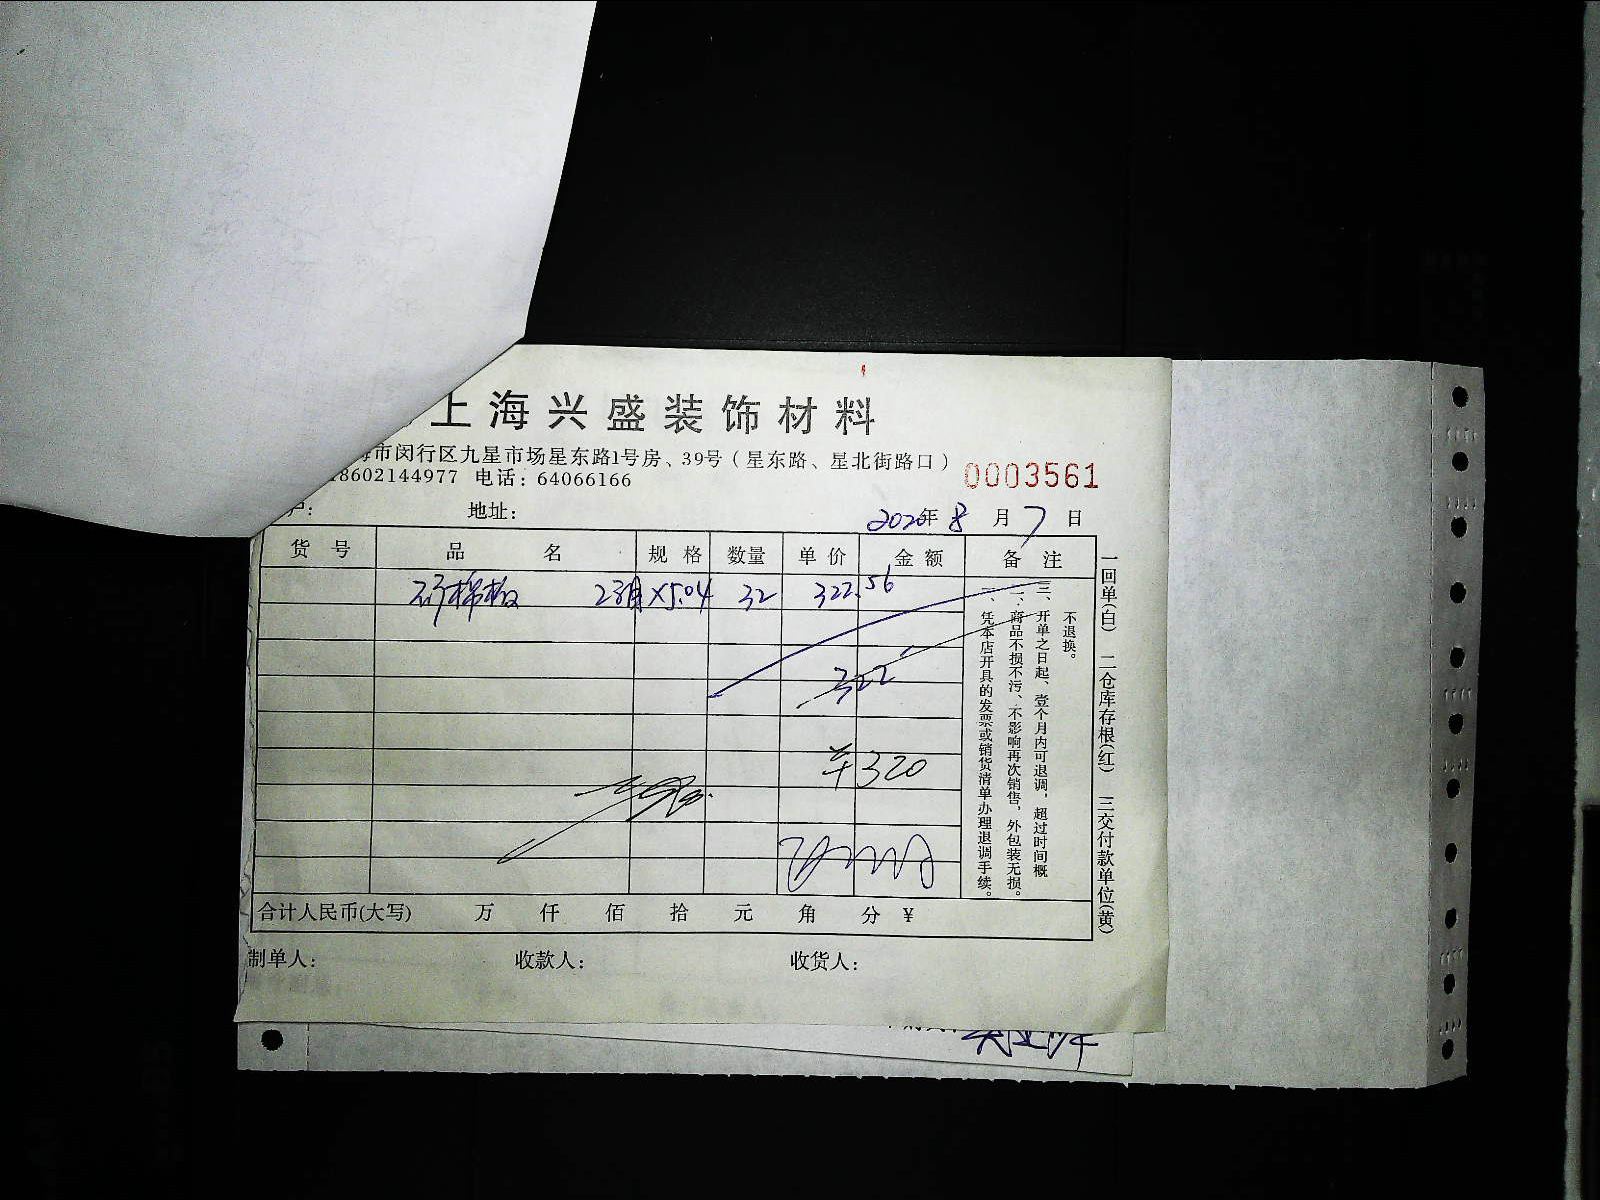 上海兴盛装饰材料
市闵行区九星市场星东路1号房、39号（星东路、星北街路口）
18602144977 电话：64066166
0003561
户： 地址： 2020年 8 月 7 日
货号 品名 规格 数量 单价 金额 备注
矿棉板 ×5.04 32 322.56
322
320
一、凭本店开具的发票或销货清单办理退调手续。
二、商品不损不污、不影响再次销售，外包装无损。
三、开单之日起、壹个月内可退调，超过时间概
不退换。
一回单(白) 二仓库存根(红) 三交付款单位(黄)
合计人民币(大写) 万 仟 佰 拾 元 角 分 ¥
制单人： 收款人： 收货人：